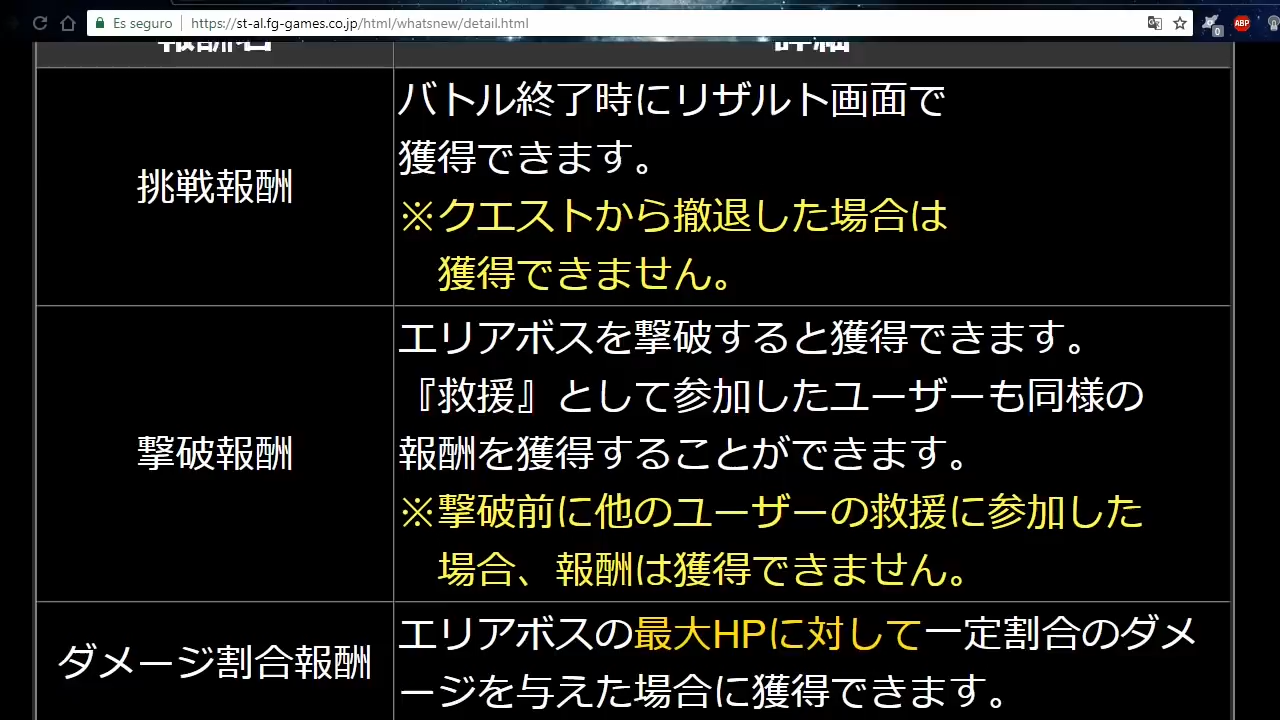 Es seguro
https://st-al.fg-games.co.jp/html/whatsnew/detail.html
0
ABP
報酬名
詳細
挑戦報酬
バトル終了時にリザルト画面で
獲得できます。
※クエストから撤退した場合は
獲得できません。
撃破報酬
エリアボスを撃破すると獲得できます。
『救援』として参加したユーザーも同様の
報酬を獲得することができます。
※撃破前に他のユーザーの救援に参加した
場合、報酬は獲得できません。
ダメージ割合報酬
エリアボスの最大HPに対して一定割合のダメ
ージを与えた場合に獲得できます。